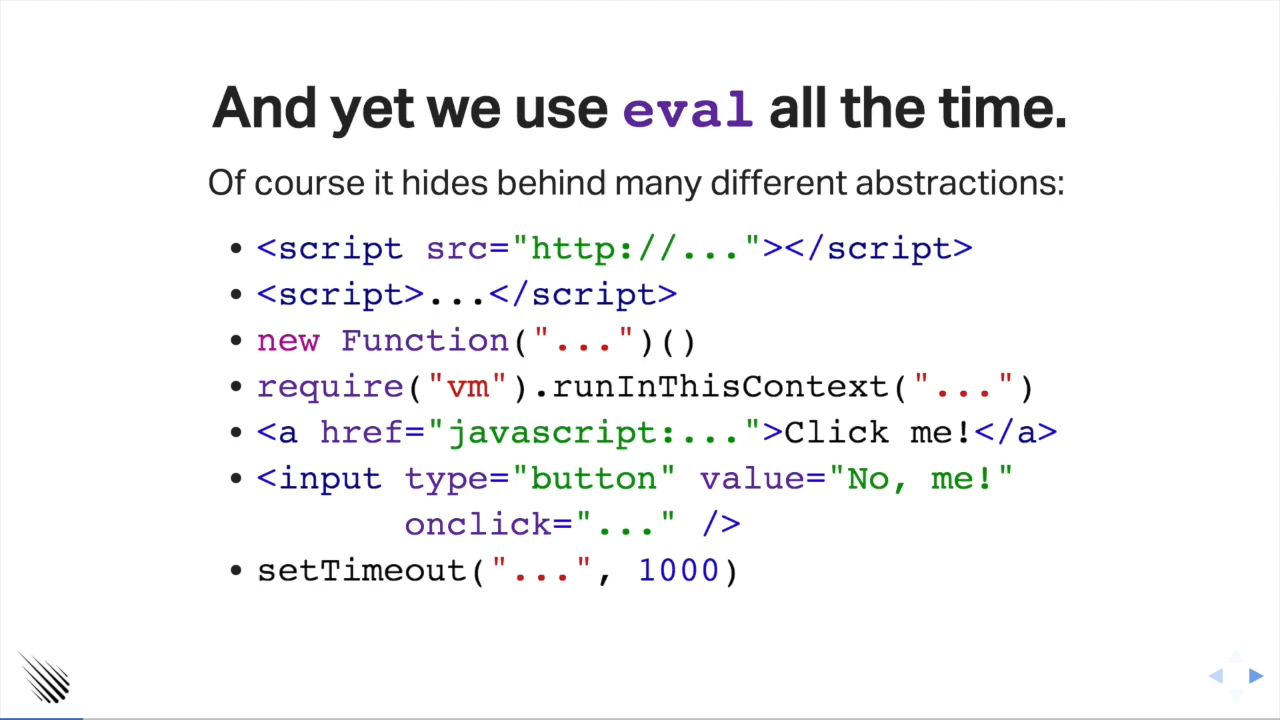 And yet we use eval all the time.
Of course it hides behind many different abstractions:
• <script src="http://..."></script>
• <script>...</script>
• new Function("...")()
• require("vm").runInThisContext("...")
• <a href="javascript:...">Click me!</a>
• <input type="button" value="No, me!"
onclick="..." />
• setTimeout("...", 1000)